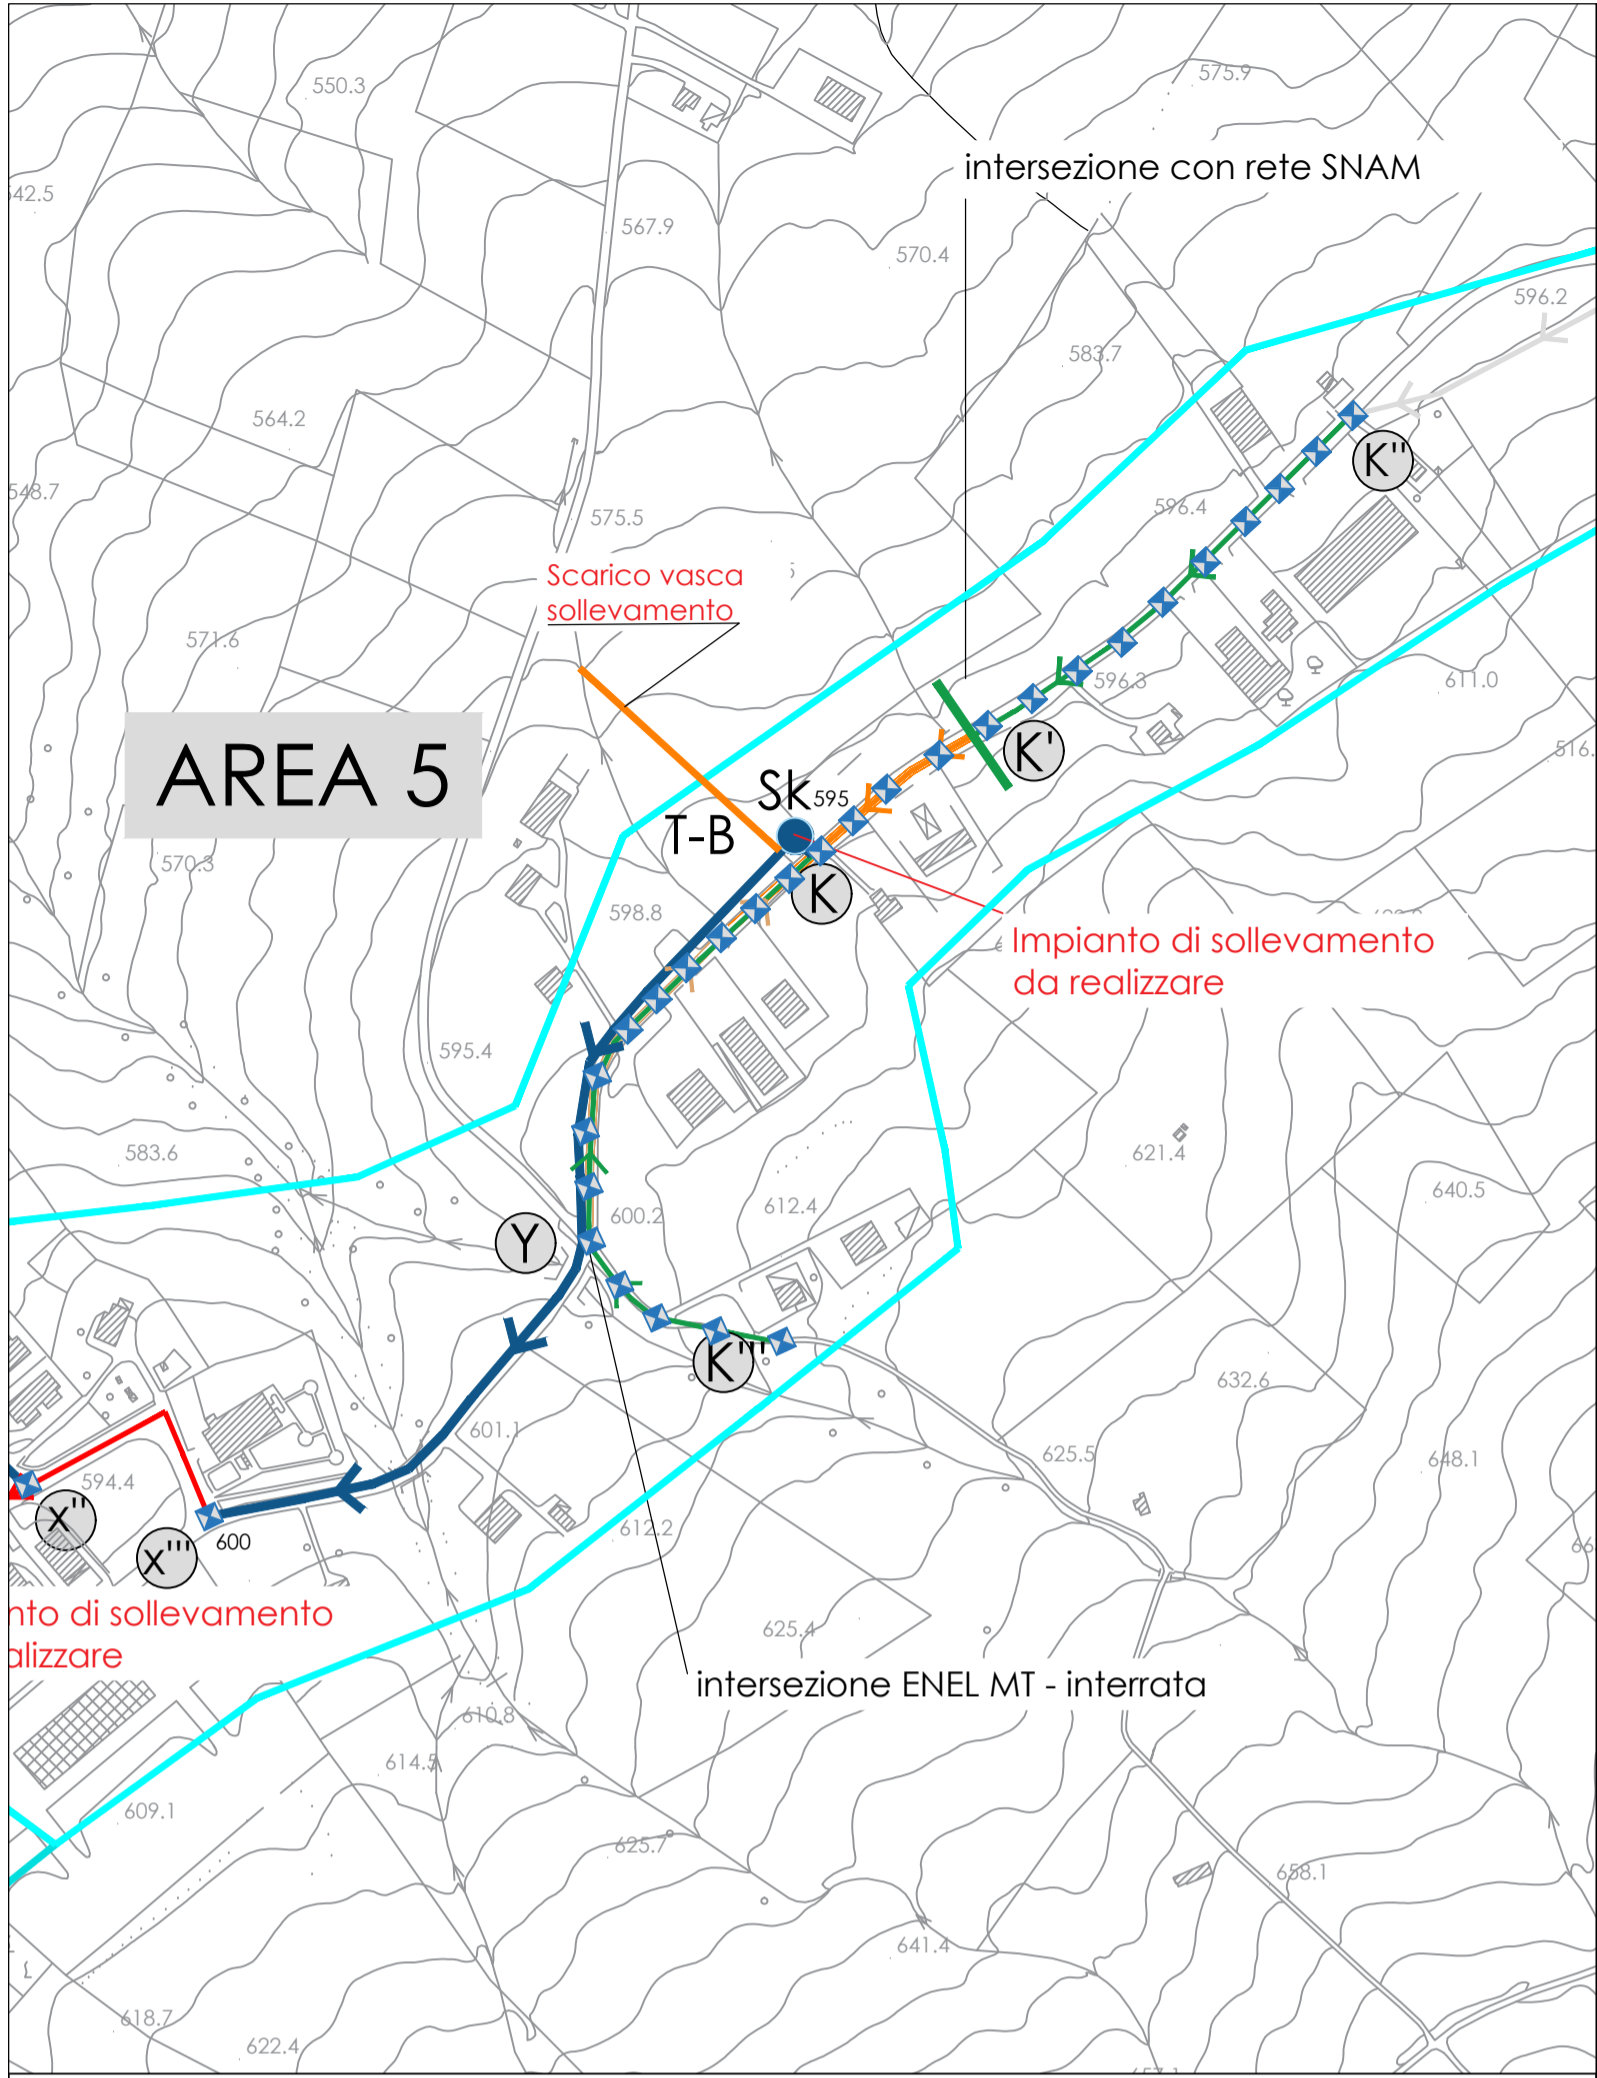 550.3
575.9
intersezione con rete SNAM
567.9
570.4
596.2
583.7
564.2
K"
548.7
596.4
575.5
Scarico vasca
sollevamento
571.6
596.3
611.0
516.
K'
AREA 5
Sk
595
T-B
570.3
K
598.8
Impianto di sollevamento
da realizzare
595.4
583.6
621.4
640.5
612.4
600.2
Y
K'''
632.6
601.1
625.5
648.1
594.4
x"
600
612.2
x'''
nto di sollevamento
alizzare
625.4
intersezione ENEL MT - interrata
610.8
614.5
609.1
625.7
658.1
641.4
618.7
622.4